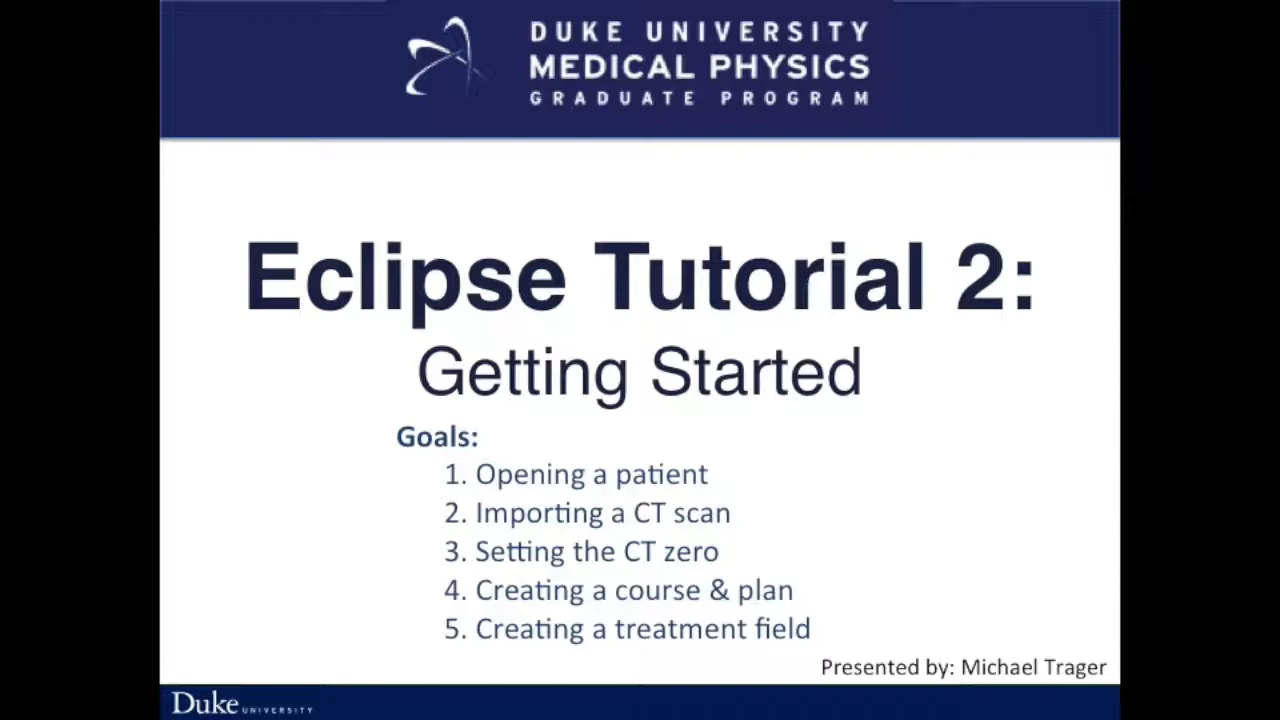 DUKE UNIVERSITY
MEDICAL PHYSICS
GRADUATE PROGRAM
Eclipse Tutorial 2:
Getting Started
Goals:
1. Opening a patient
2. Importing a CT scan
3. Setting the CT zero
4. Creating a course & plan
5. Creating a treatment field
Presented by: Michael Trager
Duke UNIVERSITY